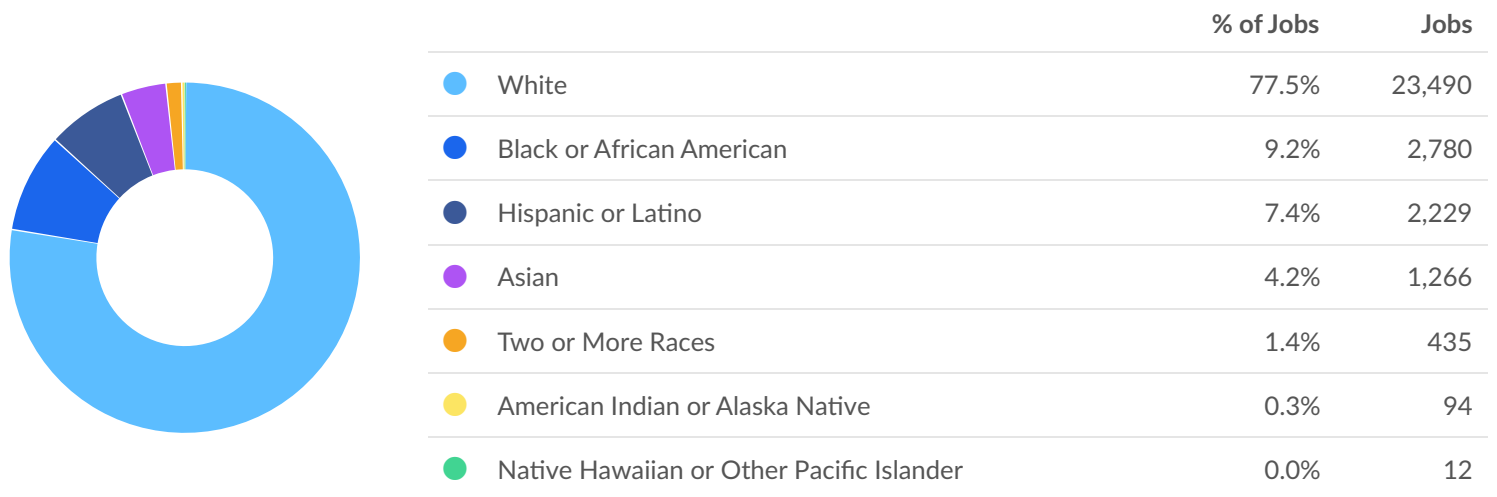 % of Jobs Jobs
White 77.5% 23,490
Black or African American 9.2% 2,780
Hispanic or Latino 7.4% 2,229
Asian 4.2% 1,266
Two or More Races 1.4% 435
American Indian or Alaska Native 0.3% 94
Native Hawaiian or Other Pacific Islander 0.0% 12